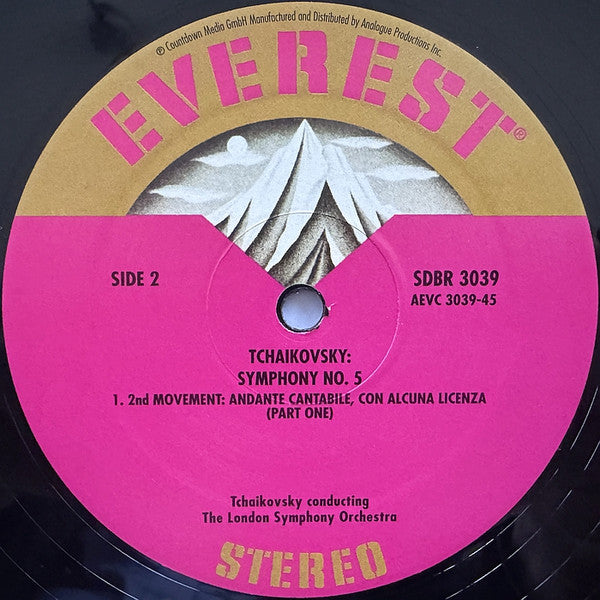 ℗ Countdown Media GmbH Manufactured and Distributed by Analogue Productions Inc.
EVEREST®
SIDE 2
SDBR 3039
AEVC 3039-45
TCHAIKOVSKY:
SYMPHONY NO. 5
1. 2nd MOVEMENT: ANDANTE CANTABILE, CON ALCUNA LICENZA
(PART ONE)
Tchaikovsky conducting
The London Symphony Orchestra
STEREO